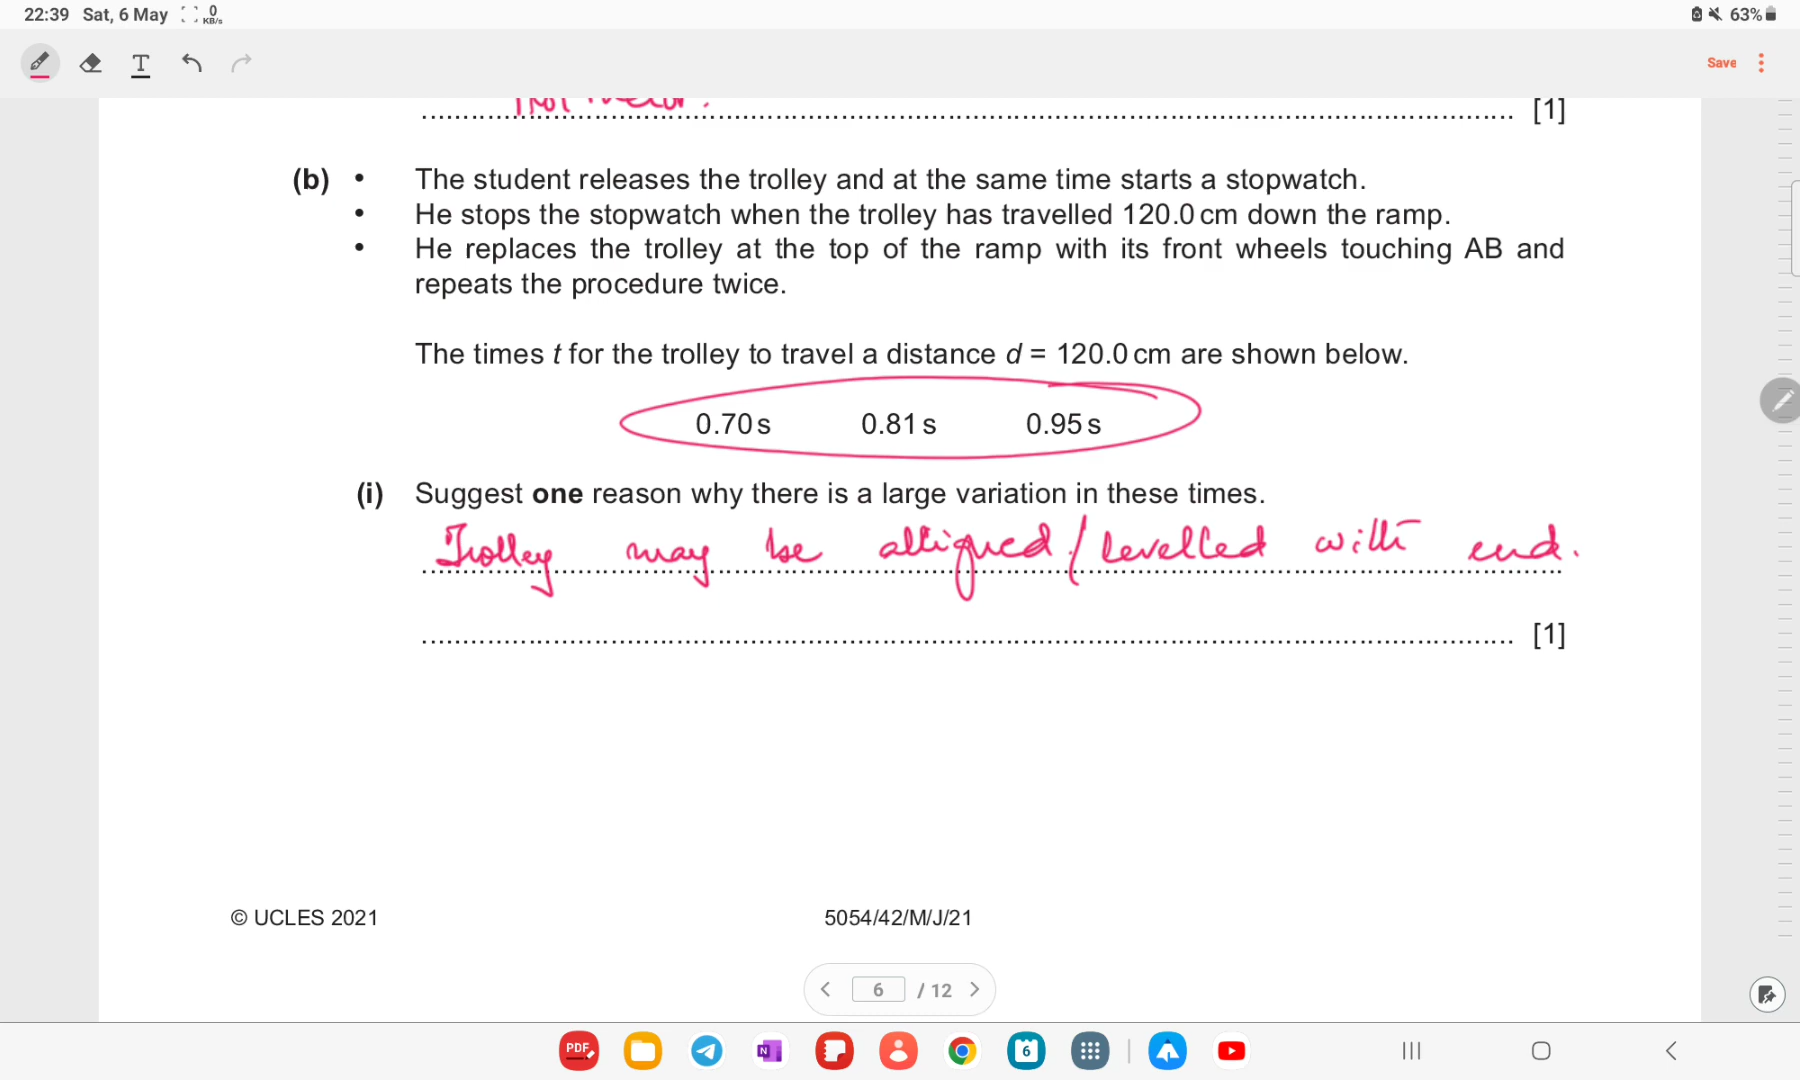 22:39 Sat, 6 May 0 KB/s 63%
T Save
[1]
(b) • The student releases the trolley and at the same time starts a stopwatch.
• He stops the stopwatch when the trolley has travelled 120.0 cm down the ramp.
• He replaces the trolley at the top of the ramp with its front wheels touching AB and
repeats the procedure twice.
The times t for the trolley to travel a distance d = 120.0 cm are shown below.
0.70 s 0.81 s 0.95 s
(i) Suggest one reason why there is a large variation in these times.
Trolley may be alligned/levelled with end.
[1]
© UCLES 2021 5054/42/M/J/21
6 / 12
PDF N 6